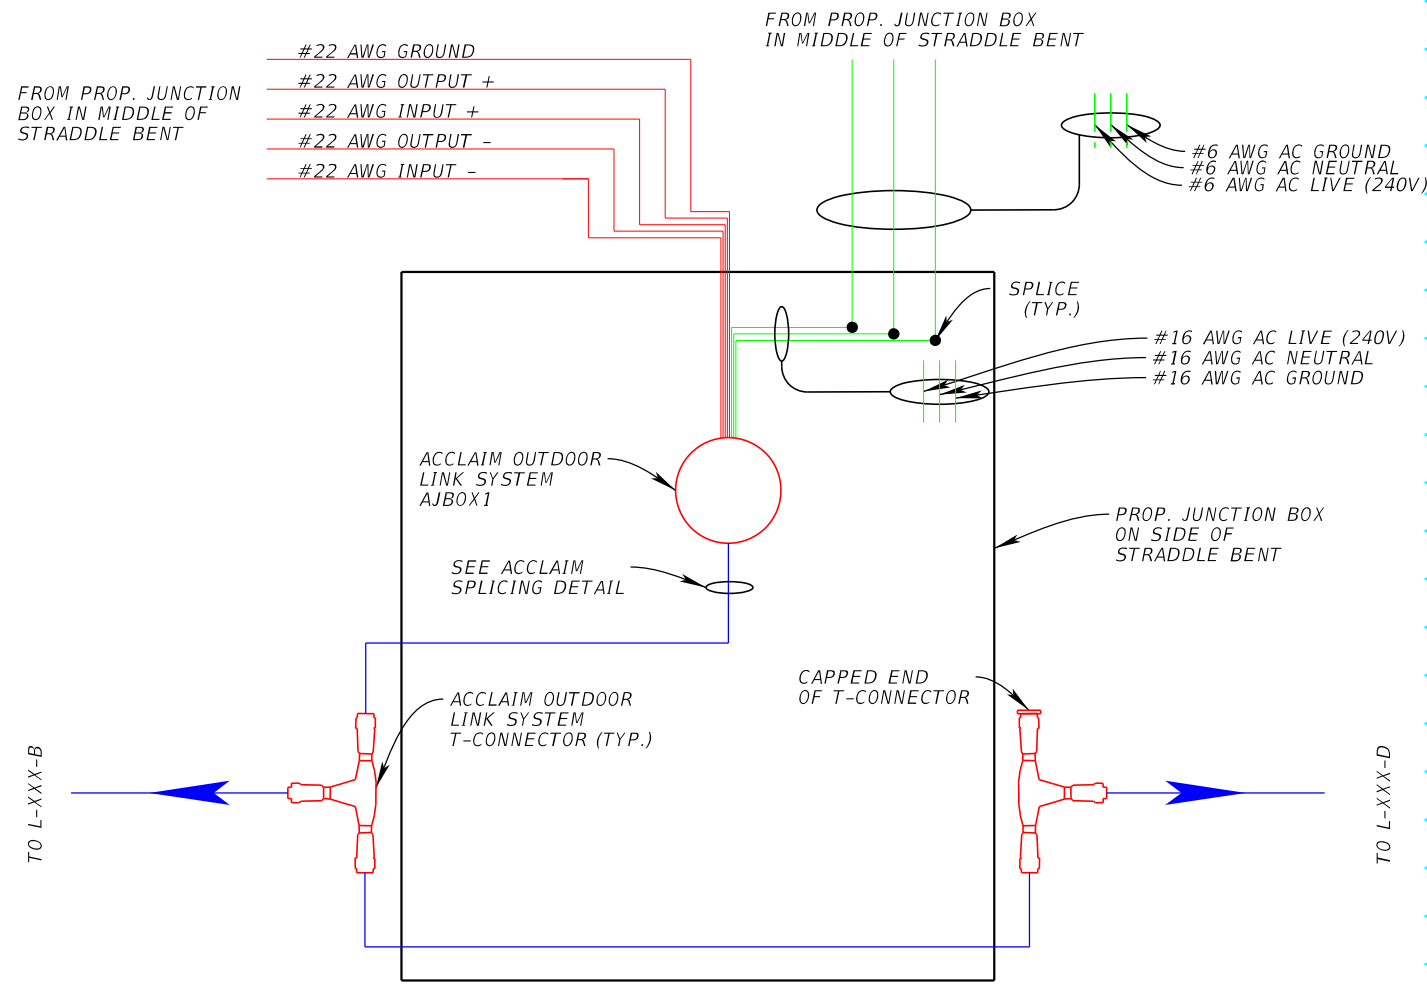 FROM PROP. JUNCTION BOX
IN MIDDLE OF STRADDLE BENT
#22 AWG GROUND
#22 AWG OUTPUT +
#22 AWG INPUT +
#22 AWG OUTPUT -
#22 AWG INPUT -
FROM PROP. JUNCTION
BOX IN MIDDLE OF
STRADDLE BENT
#6 AWG AC GROUND
#6 AWG AC NEUTRAL
#6 AWG AC LIVE (240V)
SPLICE
(TYP.)
#16 AWG AC LIVE (240V)
#16 AWG AC NEUTRAL
#16 AWG AC GROUND
ACCLAIM OUTDOOR
LINK SYSTEM
AJBOX1
PROP. JUNCTION BOX
ON SIDE OF
STRADDLE BENT
SEE ACCLAIM
SPLICING DETAIL
CAPPED END
OF T-CONNECTOR
ACCLAIM OUTDOOR
LINK SYSTEM
T-CONNECTOR (TYP.)
TO L-XXX-B
TO L-XXX-D